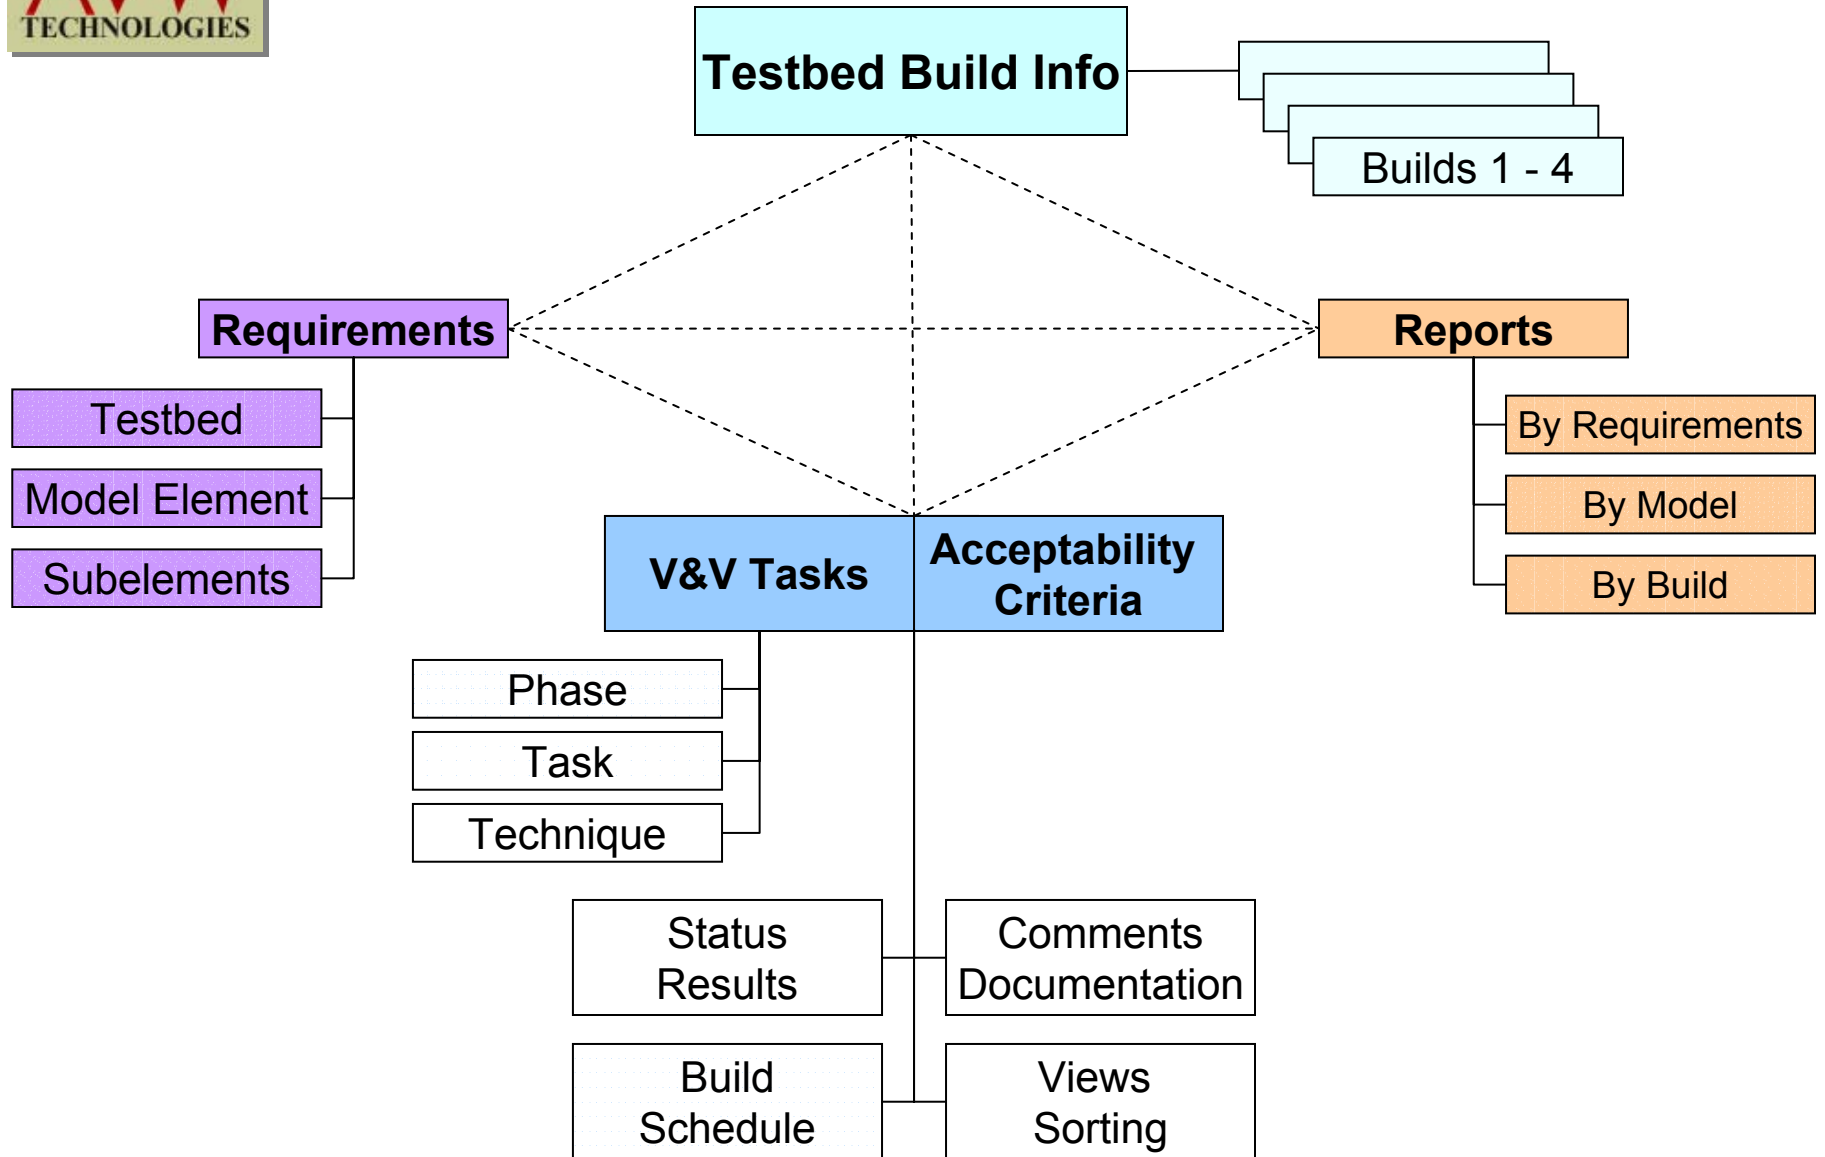 TECHNOLOGIES
Testbed Build Info
Builds 1 - 4
Requirements
Testbed
Model Element
Subelements
Reports
By Requirements
By Model
By Build
V&V Tasks
Acceptability
Criteria
Phase
Task
Technique
Status
Results
Comments
Documentation
Build
Schedule
Views
Sorting